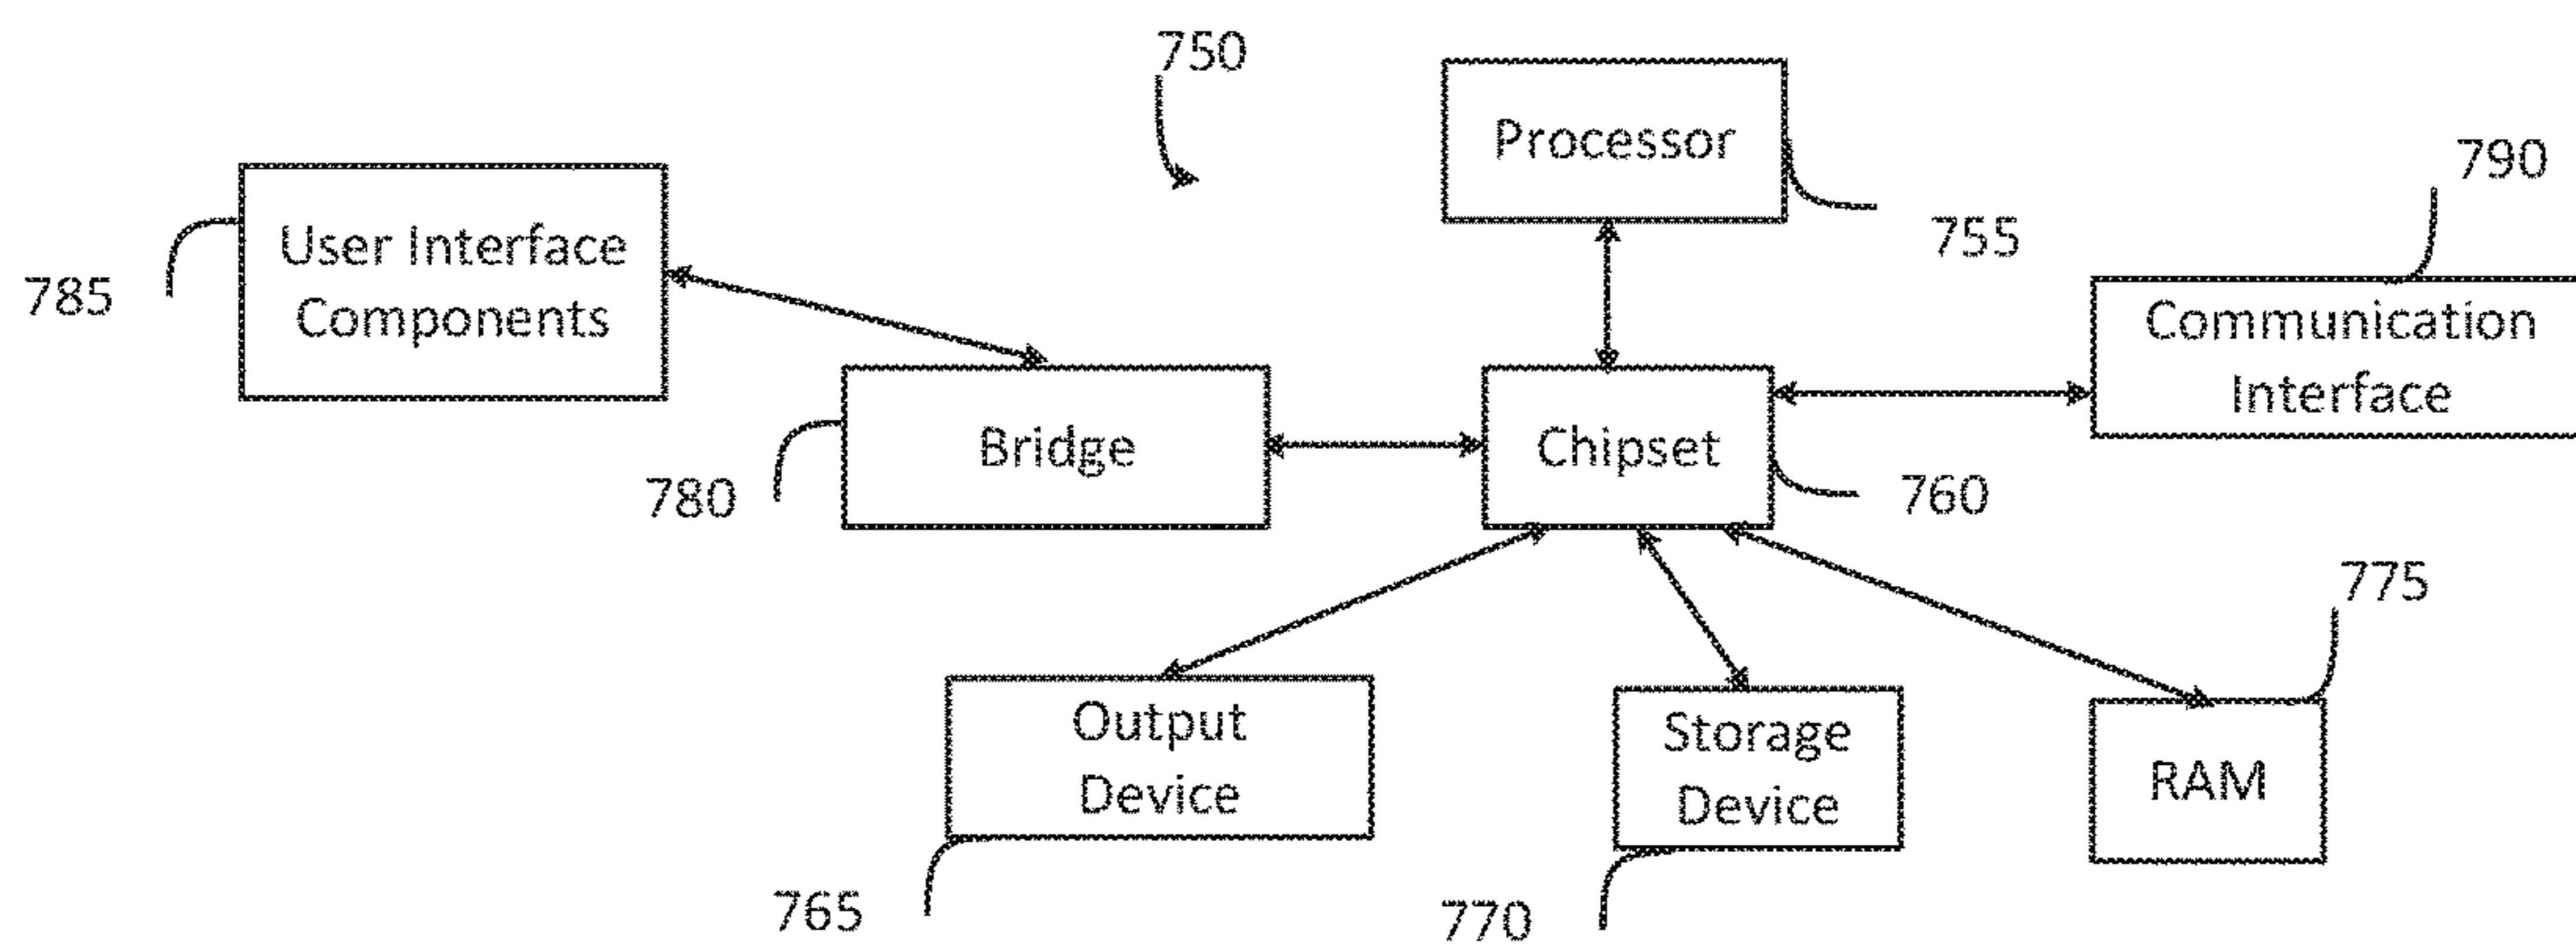 750
Processor
790
755
User Interface
Components
785
Communication
Interface
Bridge
Chipset
780
760
775
Output
Device
Storage
Device
RAM
765
770